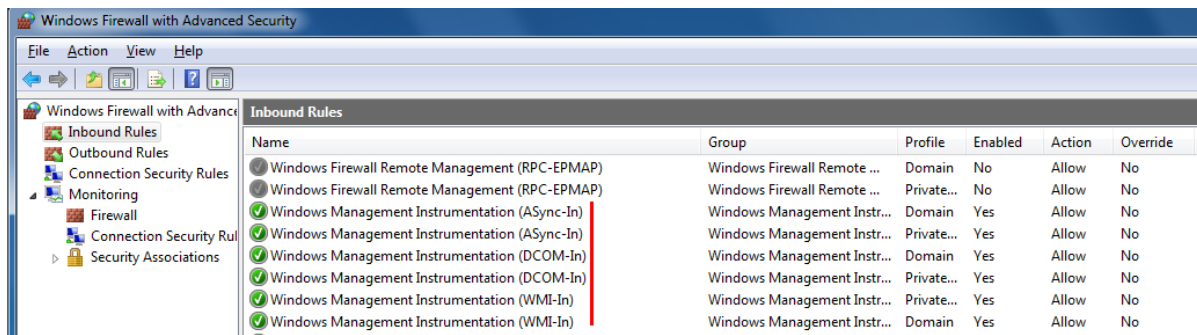 Windows Firewall with Advanced Security
File Action View Help
Windows Firewall with Advance
Inbound Rules
Outbound Rules
Connection Security Rules
Monitoring
Firewall
Connection Security Rul
Security Associations
Inbound Rules
Name Group Profile Enabled Action Override
Windows Firewall Remote Management (RPC-EPMAP) Windows Firewall Remote ... Domain No Allow No
Windows Firewall Remote Management (RPC-EPMAP) Windows Firewall Remote ... Private... No Allow No
Windows Management Instrumentation (ASync-In) Windows Management Instr... Domain Yes Allow No
Windows Management Instrumentation (ASync-In) Windows Management Instr... Private... Yes Allow No
Windows Management Instrumentation (DCOM-In) Windows Management Instr... Domain Yes Allow No
Windows Management Instrumentation (DCOM-In) Windows Management Instr... Private... Yes Allow No
Windows Management Instrumentation (WMI-In) Windows Management Instr... Private... Yes Allow No
Windows Management Instrumentation (WMI-In) Windows Management Instr... Domain Yes Allow No